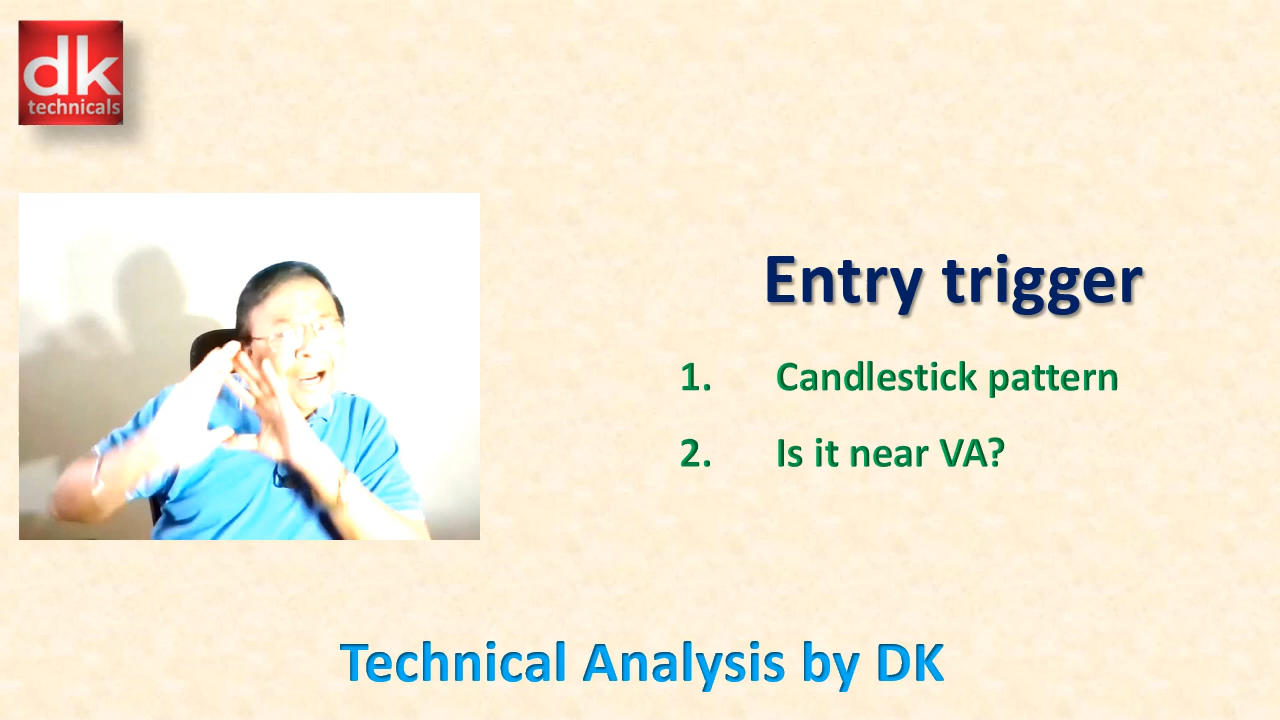 dk
technicals
Entry trigger
1. Candlestick pattern
2. Is it near VA?
Technical Analysis by DK